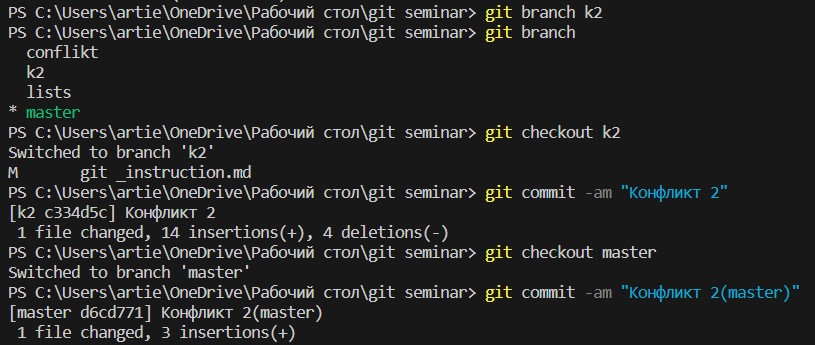 PS C:\Users\artie\OneDrive\Рабочий стол\git seminar> git branch k2
PS C:\Users\artie\OneDrive\Рабочий стол\git seminar> git branch
  conflikt
  k2
  lists
* master
PS C:\Users\artie\OneDrive\Рабочий стол\git seminar> git checkout k2
Switched to branch 'k2'
M       git _instruction.md
PS C:\Users\artie\OneDrive\Рабочий стол\git seminar> git commit -am "Конфликт 2"
[k2 c334d5c] Конфликт 2
 1 file changed, 14 insertions(+), 4 deletions(-)
PS C:\Users\artie\OneDrive\Рабочий стол\git seminar> git checkout master
Switched to branch 'master'
PS C:\Users\artie\OneDrive\Рабочий стол\git seminar> git commit -am "Конфликт 2(master)"
[master d6cd771] Конфликт 2(master)
 1 file changed, 3 insertions(+)